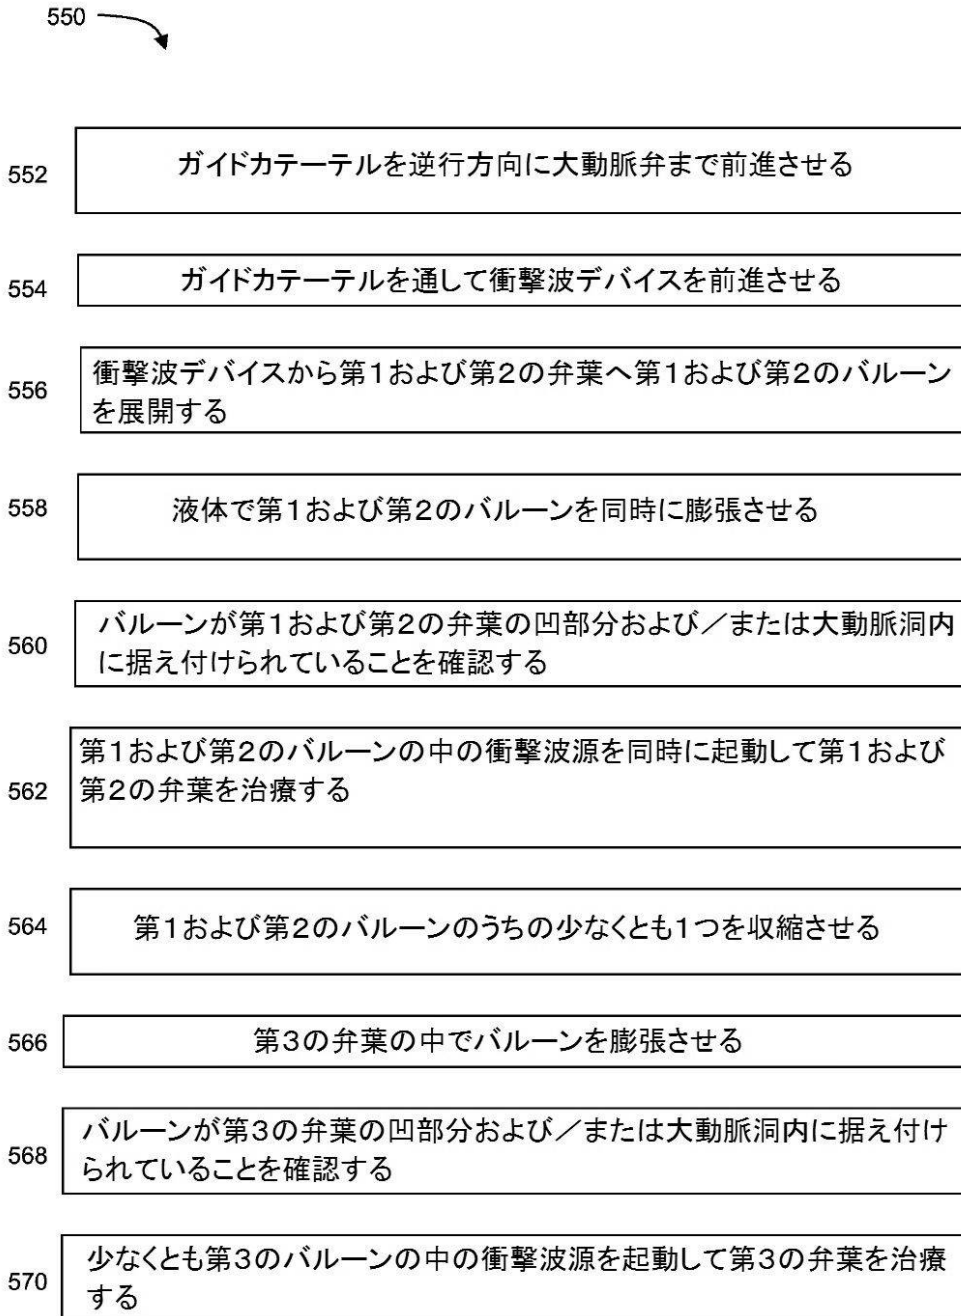 550
552
ガイドカテーテルを逆行方向に大動脈弁まで前進させる
554
ガイドカテーテルを通して衝撃波デバイスを前進させる
556
衝撃波デバイスから第1および第2の弁葉へ第1および第2のバルーン
を展開する
558
液体で第1および第2のバルーンを同時に膨張させる
560
バルーンが第1および第2の弁葉の凹部分および／または大動脈洞内
に据え付けられていることを確認する
562
第1および第2のバルーンの中の衝撃波源を同時に起動して第1および
第2の弁葉を治療する
564
第1および第2のバルーンのうちの少なくとも1つを収縮させる
566
第3の弁葉の中でバルーンを膨張させる
568
バルーンが第3の弁葉の凹部分および／または大動脈洞内に据え付け
られていることを確認する
570
少なくとも第3のバルーンの中の衝撃波源を起動して第3の弁葉を治療
する